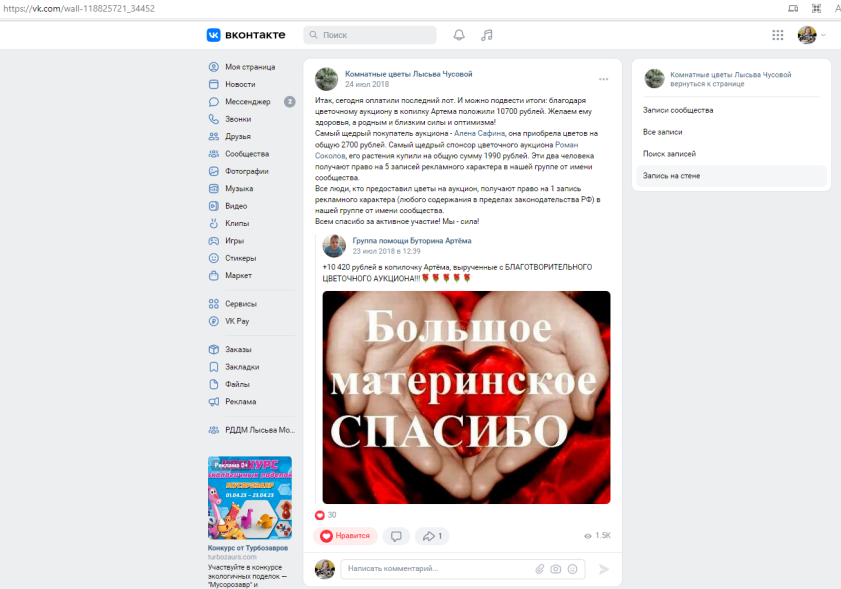 https://vk.com/wall-118825721_34452
вконтакте
Поиск
Моя страница
Новости
Мессенджер 2
Звонки
Друзья
Сообщества
Фотографии
Музыка
Видео
Клипы
Игры
Стикеры
Маркет
Сервисы
VK Pay
Заказы
Закладки
Файлы
Реклама
РДДМ Лысьва Мо...
Реклама 0+
КОНКУРС
экологичных поделок
МУСОРОЗАВР
01.04.23 – 23.04.23
Конкурс от Турбозавров
turbozaurs.com
Участвуйте в конкурсе
экологичных поделок —
"Мусорозавр" и
Комнатные цветы Лысьва Чусовой
24 июл 2018
Итак, сегодня оплатили последний лот. И можно подвести итоги: благодаря
цветочному аукциону в копилку Артема положили 10700 рублей. Желаем ему
здоровья, а родным и близким силы и оптимизма!
Самый щедрый покупатель аукциона - Алена Сафина, она приобрела цветов на
общую 2700 рублей. Самый щедрый спонсор цветочного аукциона Роман
Соколов, его растения купили на общую сумму 1990 рублей. Эти два человека
получают право на 5 записей рекламного характера в нашей группе от имени
сообщества.
Все люди, кто предоставил цветы на аукцион, получают право на 1 запись
рекламного характера (любого содержания в пределах законодательства РФ) в
нашей группе от имени сообщества.
Всем спасибо за активное участие! Мы - сила!
Группа помощи Буторина Артёма
23 июл 2018 в 12:39
+10 420 рублей в копилочку Артёма, вырученные с БЛАГОТВОРИТЕЛЬНОГО
ЦВЕТОЧНОГО АУКЦИОНА!!!🌹🌹🌹🌹🌹
Большое
материнское
СПАСИБО
30
Нравится
1
1.5K
Написать комментарий...
Комнатные цветы Лысьва Чусовой
вернуться к странице
Записи сообщества
Все записи
Поиск записей
Запись на стене